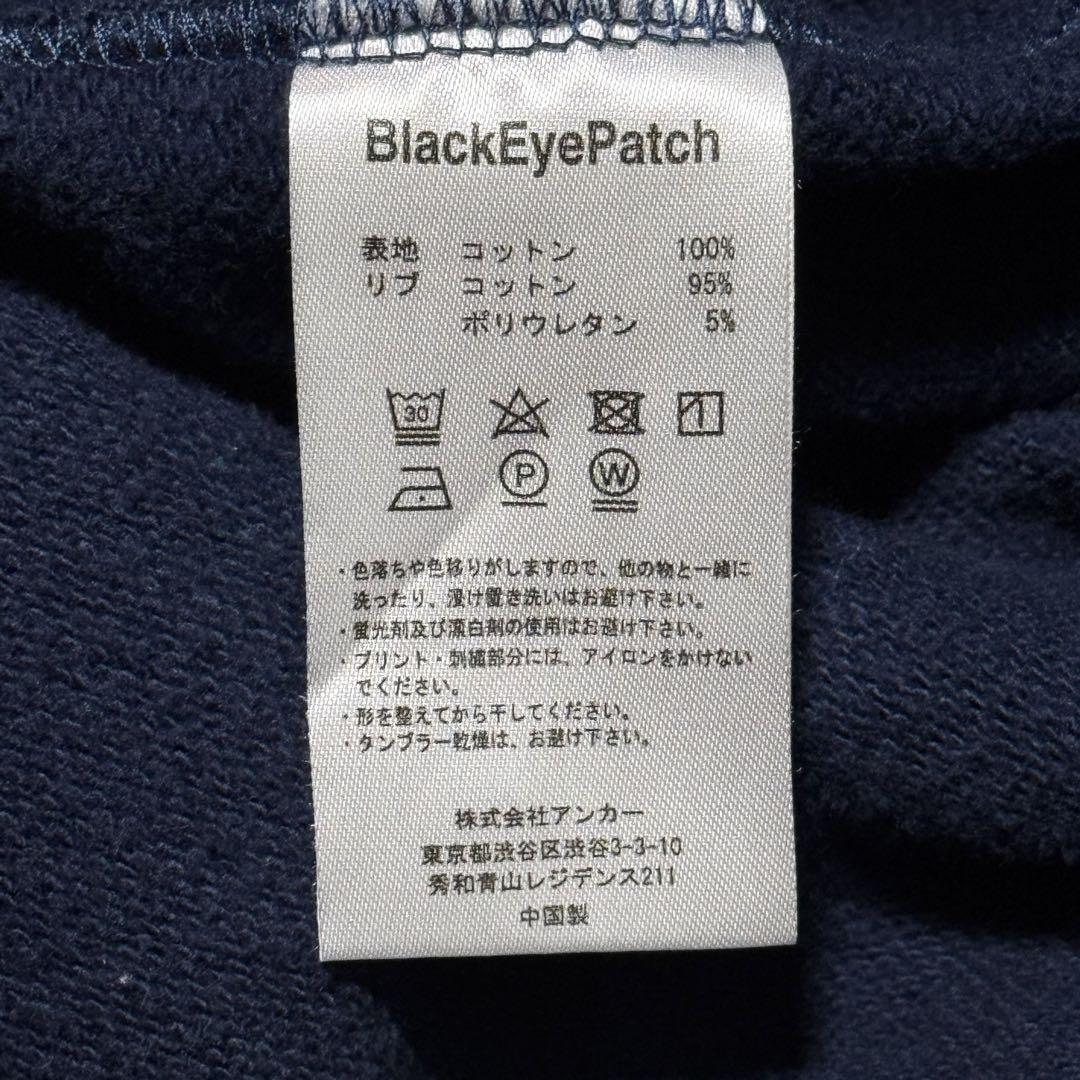 BlackEyePatch
表地 コットン 100%
リブ コットン 95%
ポリウレタン 5%
30
P W
・色落ちや色移りがしますので、他の物と一緒に
洗ったり、浸け置き洗いはお避け下さい。
・蛍光剤及び漂白剤の使用はお避け下さい。
・プリント・刺繍部分には、アイロンをかけない
でください。
・形を整えてから干してください。
・タンブラー乾燥は、お避け下さい。
株式会社アンカー
東京都渋谷区渋谷3-3-10
秀和青山レジデンス211
中国製